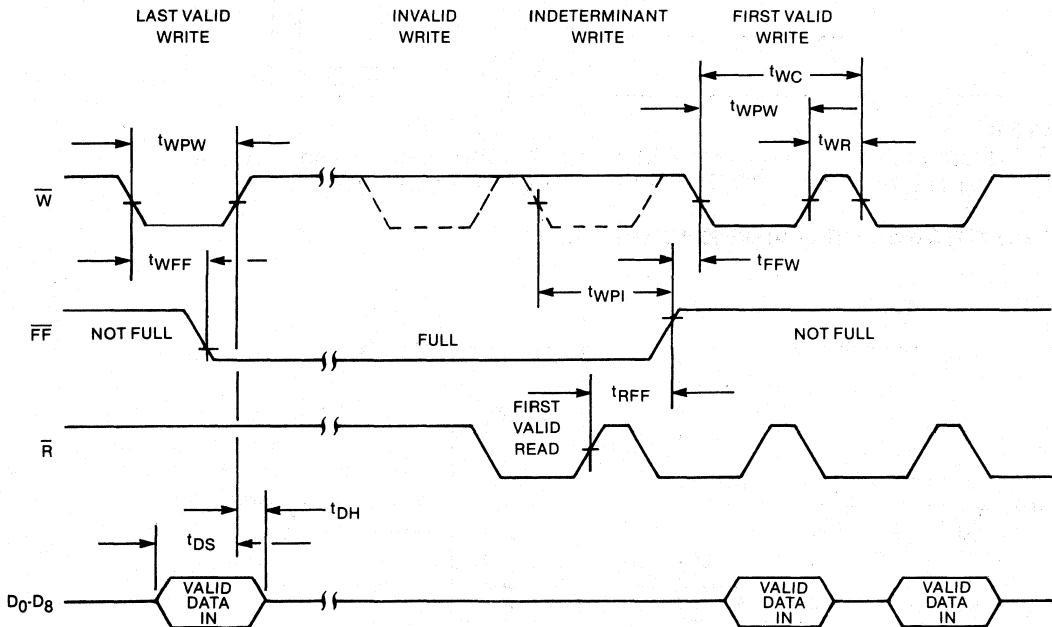 LAST VALID
WRITE
INVALID
WRITE
INDETERMINANT
WRITE
FIRST VALID
WRITE
tWC
tWPW
tWPW
tWR
W
tWFF
tFFW
tWPI
FF
NOT FULL
FULL
NOT FULL
tRFF
FIRST
VALID
READ
R
tDH
tDS
D0-D8
VALID
DATA
IN
VALID
DATA
IN
VALID
DATA
IN